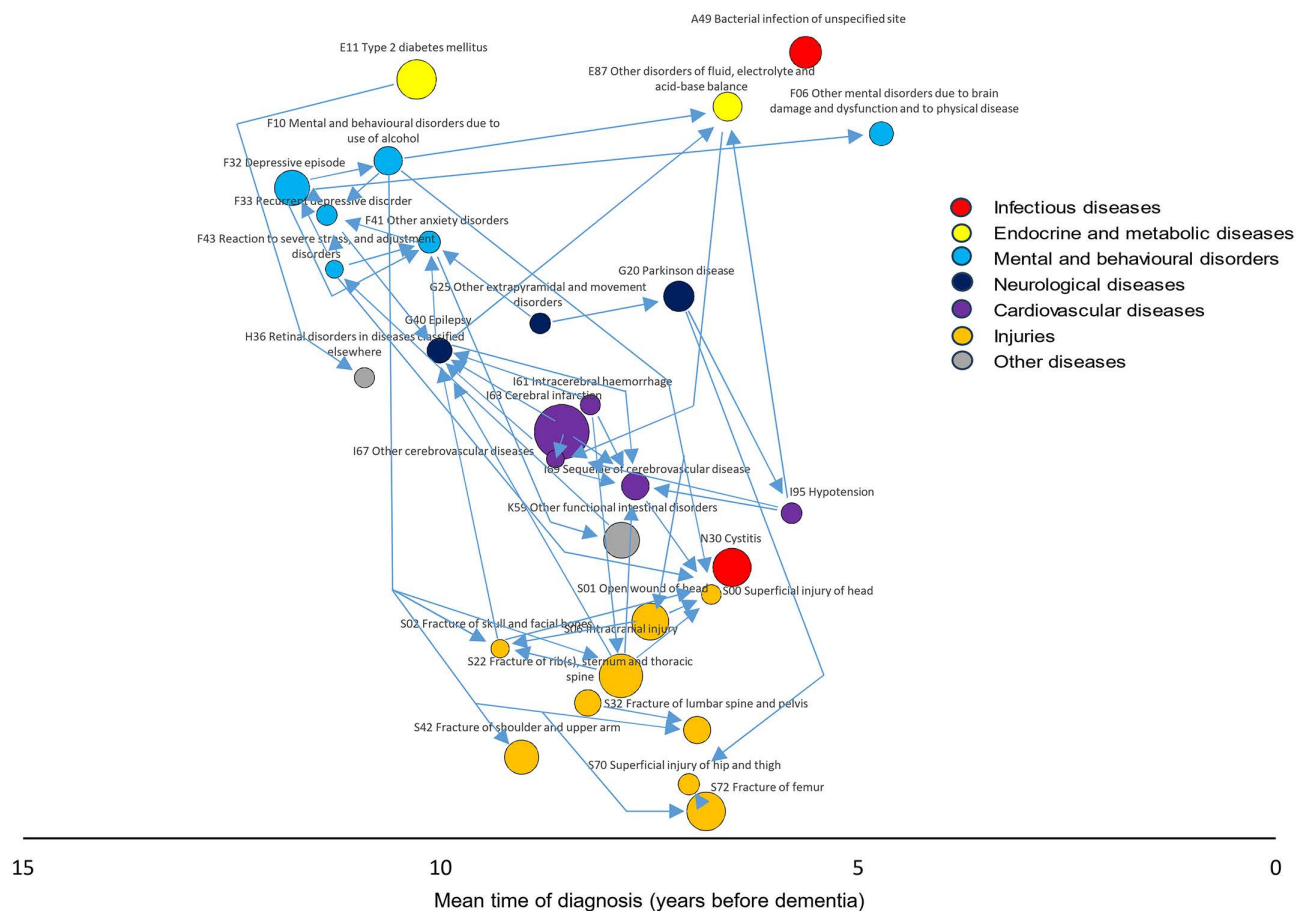 A49 Bacterial infection of unspecified site
E11 Type 2 diabetes mellitus
E87 Other disorders of fluid, electrolyte and
acid-base balance
F06 Other mental disorders due to brain
damage and dysfunction and to physical disease
F10 Mental and behavioural disorders due to
use of alcohol
F32 Depressive episode
F33 Recurrent depressive disorder
F41 Other anxiety disorders
F43 Reaction to severe stress, and adjustment
disorders
G20 Parkinson disease
G25 Other extrapyramidal and movement
disorders
G40 Epilepsy
H36 Retinal disorders in diseases classified
elsewhere
I61 Intracerebral haemorrhage
I63 Cerebral infarction
I67 Other cerebrovascular diseases
I69 Sequelae of cerebrovascular disease
I95 Hypotension
K59 Other functional intestinal disorders
N30 Cystitis
S01 Open wound of head
S00 Superficial injury of head
S02 Fracture of skull and facial bones
S06 Intracranial injury
S22 Fracture of rib(s), sternum and thoracic
spine
S32 Fracture of lumbar spine and pelvis
S42 Fracture of shoulder and upper arm
S70 Superficial injury of hip and thigh
S72 Fracture of femur
Infectious diseases
Endocrine and metabolic diseases
Mental and behavioural disorders
Neurological diseases
Cardiovascular diseases
Injuries
Other diseases
15 10 5 0
Mean time of diagnosis (years before dementia)